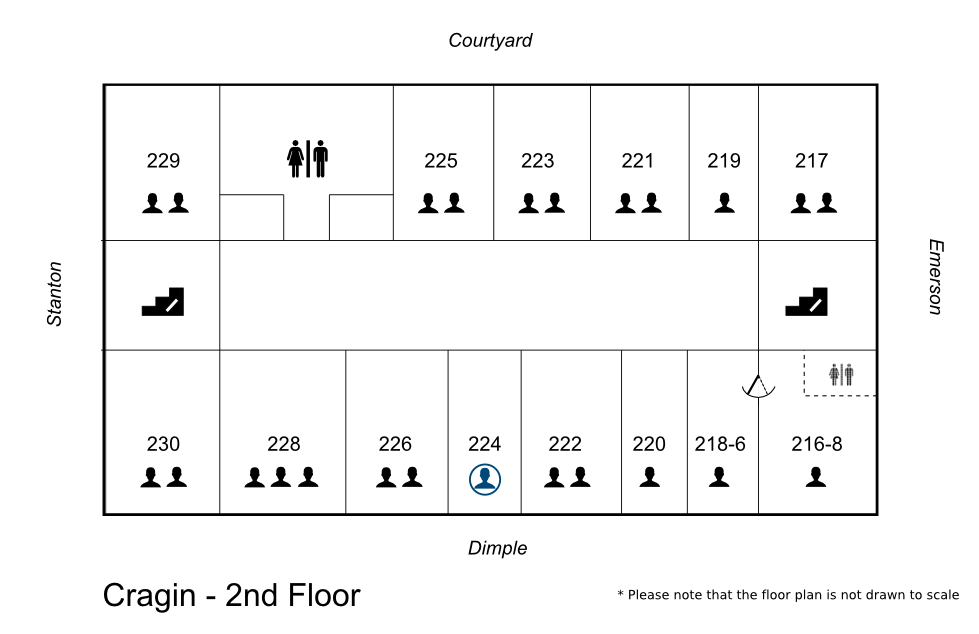 Courtyard
229
225
223
221
219
217
Stanton
Emerson
230
228
226
224
222
220
218-6
216-8
Dimple
Cragin - 2nd Floor
* Please note that the floor plan is not drawn to scale